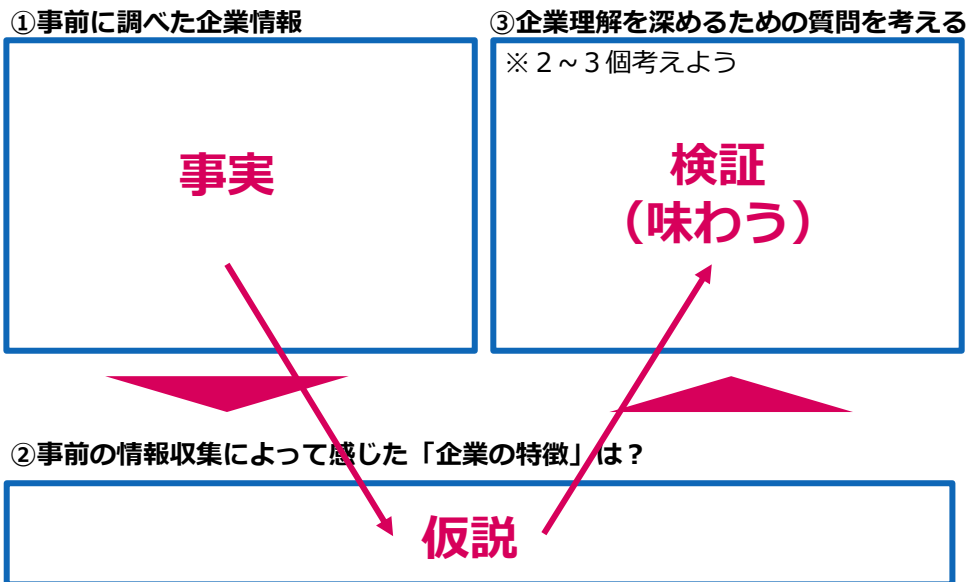 ①事前に調べた企業情報
事実
③企業理解を深めるための質問を考える
※２～３個考えよう
検証
（味わう）
②事前の情報収集によって感じた「企業の特徴」は？
仮説